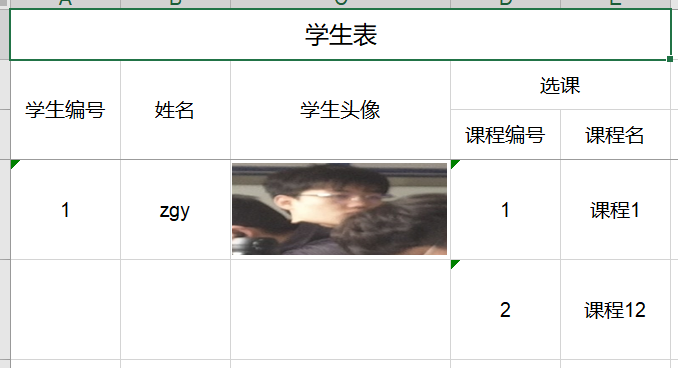 学生表
学生编号 姓名 学生头像 选课
课程编号 课程名
1 zgy 1 课程1
2 课程12